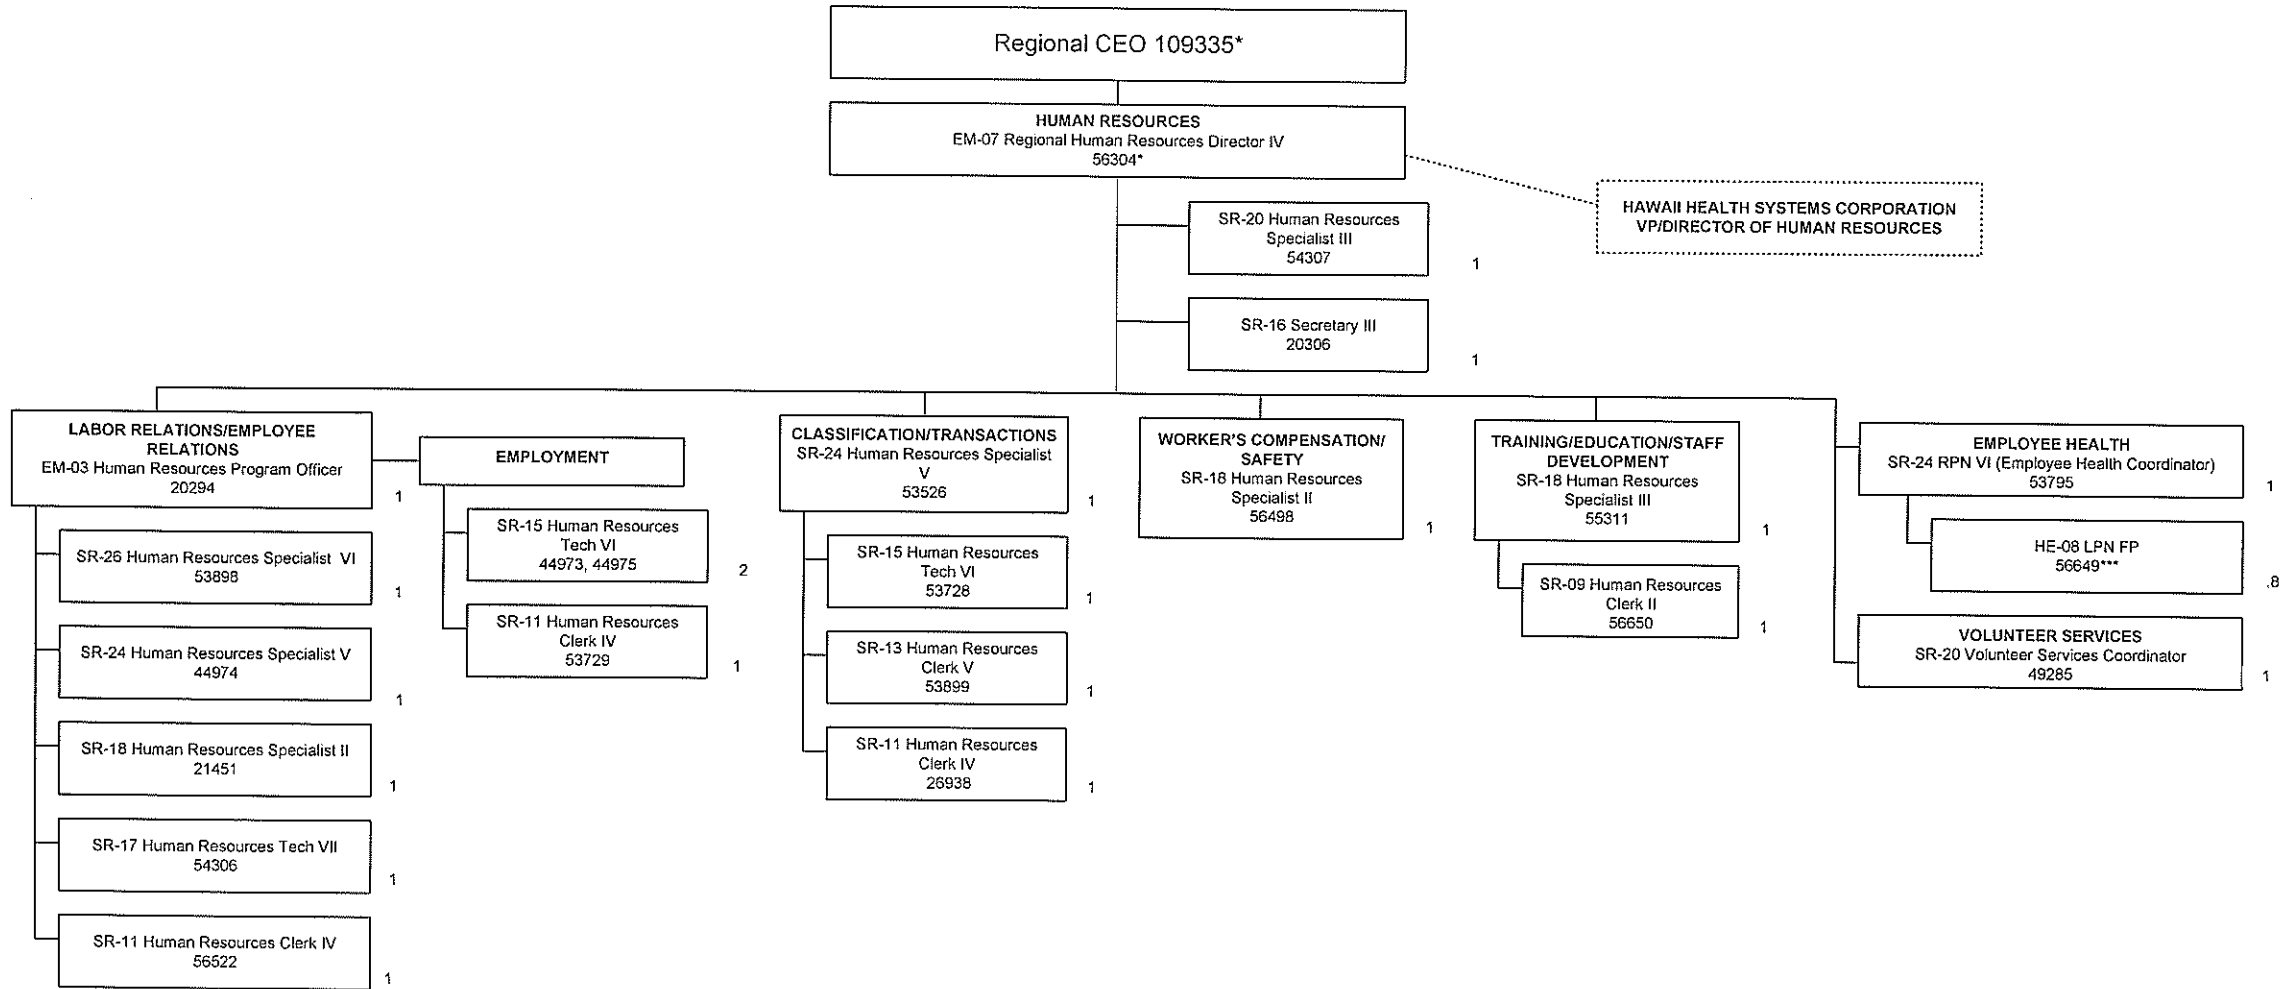 Regional CEO 109335*
HUMAN RESOURCES
EM-07 Regional Human Resources Director IV
56304*
HAWAII HEALTH SYSTEMS CORPORATION
VP/DIRECTOR OF HUMAN RESOURCES
SR-20 Human Resources
Specialist III
54307
1
SR-16 Secretary III
20306
1
LABOR RELATIONS/EMPLOYEE
RELATIONS
EM-03 Human Resources Program Officer
20294
1
SR-26 Human Resources Specialist VI
53898
1
SR-24 Human Resources Specialist V
44974
1
SR-18 Human Resources Specialist II
21451
1
SR-17 Human Resources Tech VII
54306
1
SR-11 Human Resources Clerk IV
56522
1
EMPLOYMENT
SR-15 Human Resources
Tech VI
44973, 44975
2
SR-11 Human Resources
Clerk IV
53729
1
CLASSIFICATION/TRANSACTIONS
SR-24 Human Resources Specialist
V
53526
1
SR-15 Human Resources
Tech VI
53728
1
SR-13 Human Resources
Clerk V
53899
1
SR-11 Human Resources
Clerk IV
26938
1
WORKER'S COMPENSATION/
SAFETY
SR-18 Human Resources
Specialist II
56498
1
TRAINING/EDUCATION/STAFF
DEVELOPMENT
SR-18 Human Resources
Specialist III
55311
1
SR-09 Human Resources
Clerk II
56650
1
EMPLOYEE HEALTH
SR-24 RPN VI (Employee Health Coordinator)
53795
1
HE-08 LPN FP
56649***
.8
VOLUNTEER SERVICES
SR-20 Volunteer Services Coordinator
49285
1